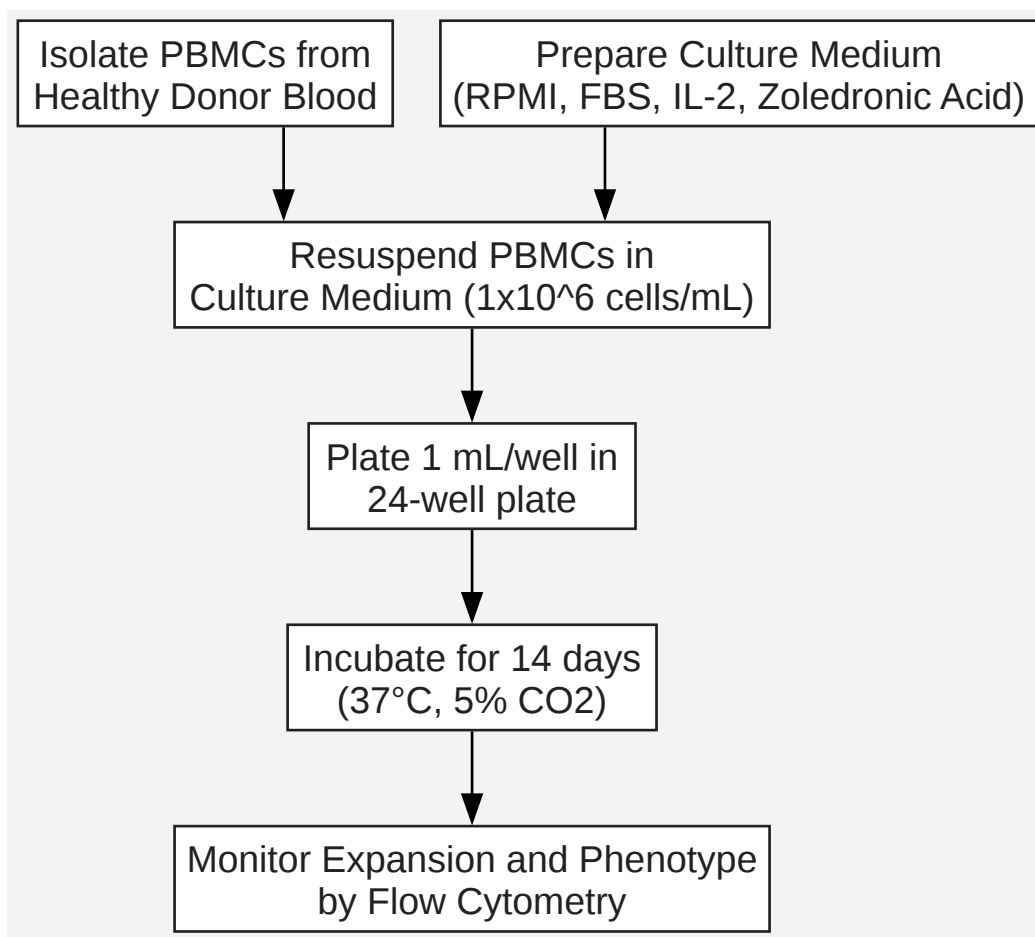 Isolate PBMCs from
Healthy Donor Blood
Prepare Culture Medium
(RPMI, FBS, IL-2, Zoledronic Acid)
Resuspend PBMCs in
Culture Medium (1x10^6 cells/mL)
Plate 1 mL/well in
24-well plate
Incubate for 14 days
(37°C, 5% CO2)
Monitor Expansion and Phenotype
by Flow Cytometry